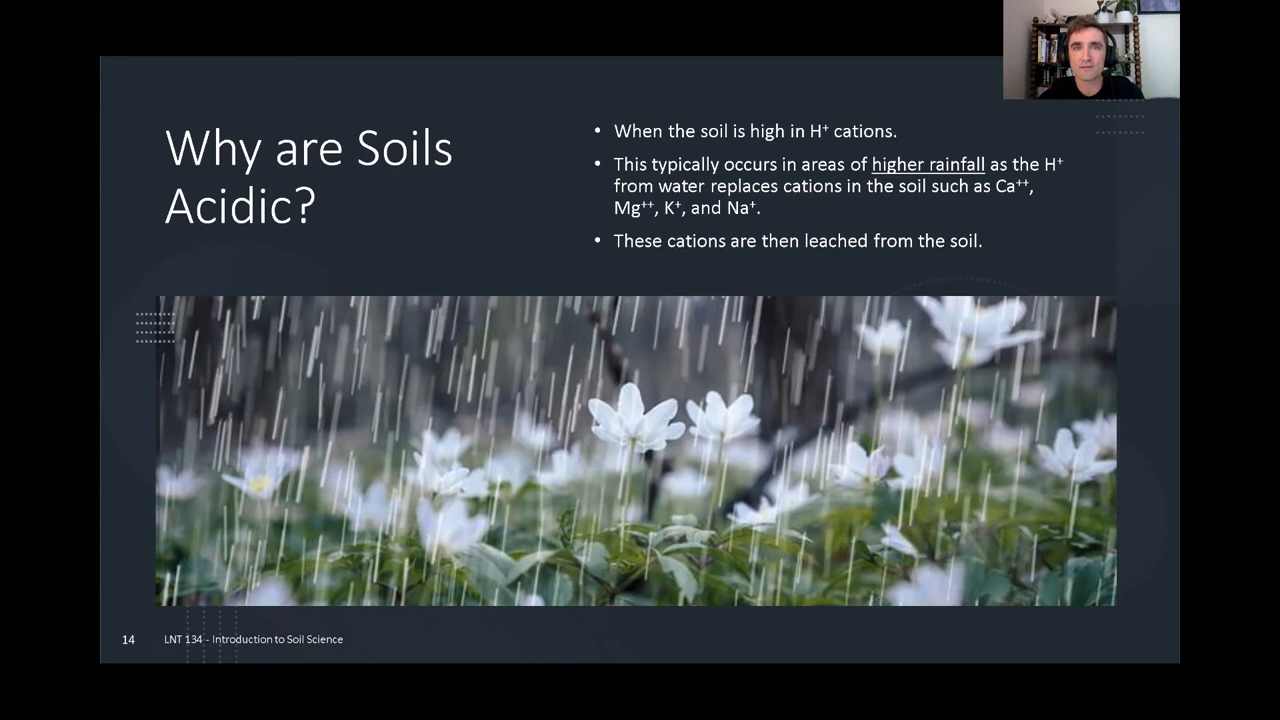 Why are Soils
Acidic?
• When the soil is high in H⁺ cations.
• This typically occurs in areas of higher rainfall as the H⁺
from water replaces cations in the soil such as Ca⁺⁺,
Mg⁺⁺, K⁺, and Na⁺.
• These cations are then leached from the soil.
14 LNT 134 - Introduction to Soil Science